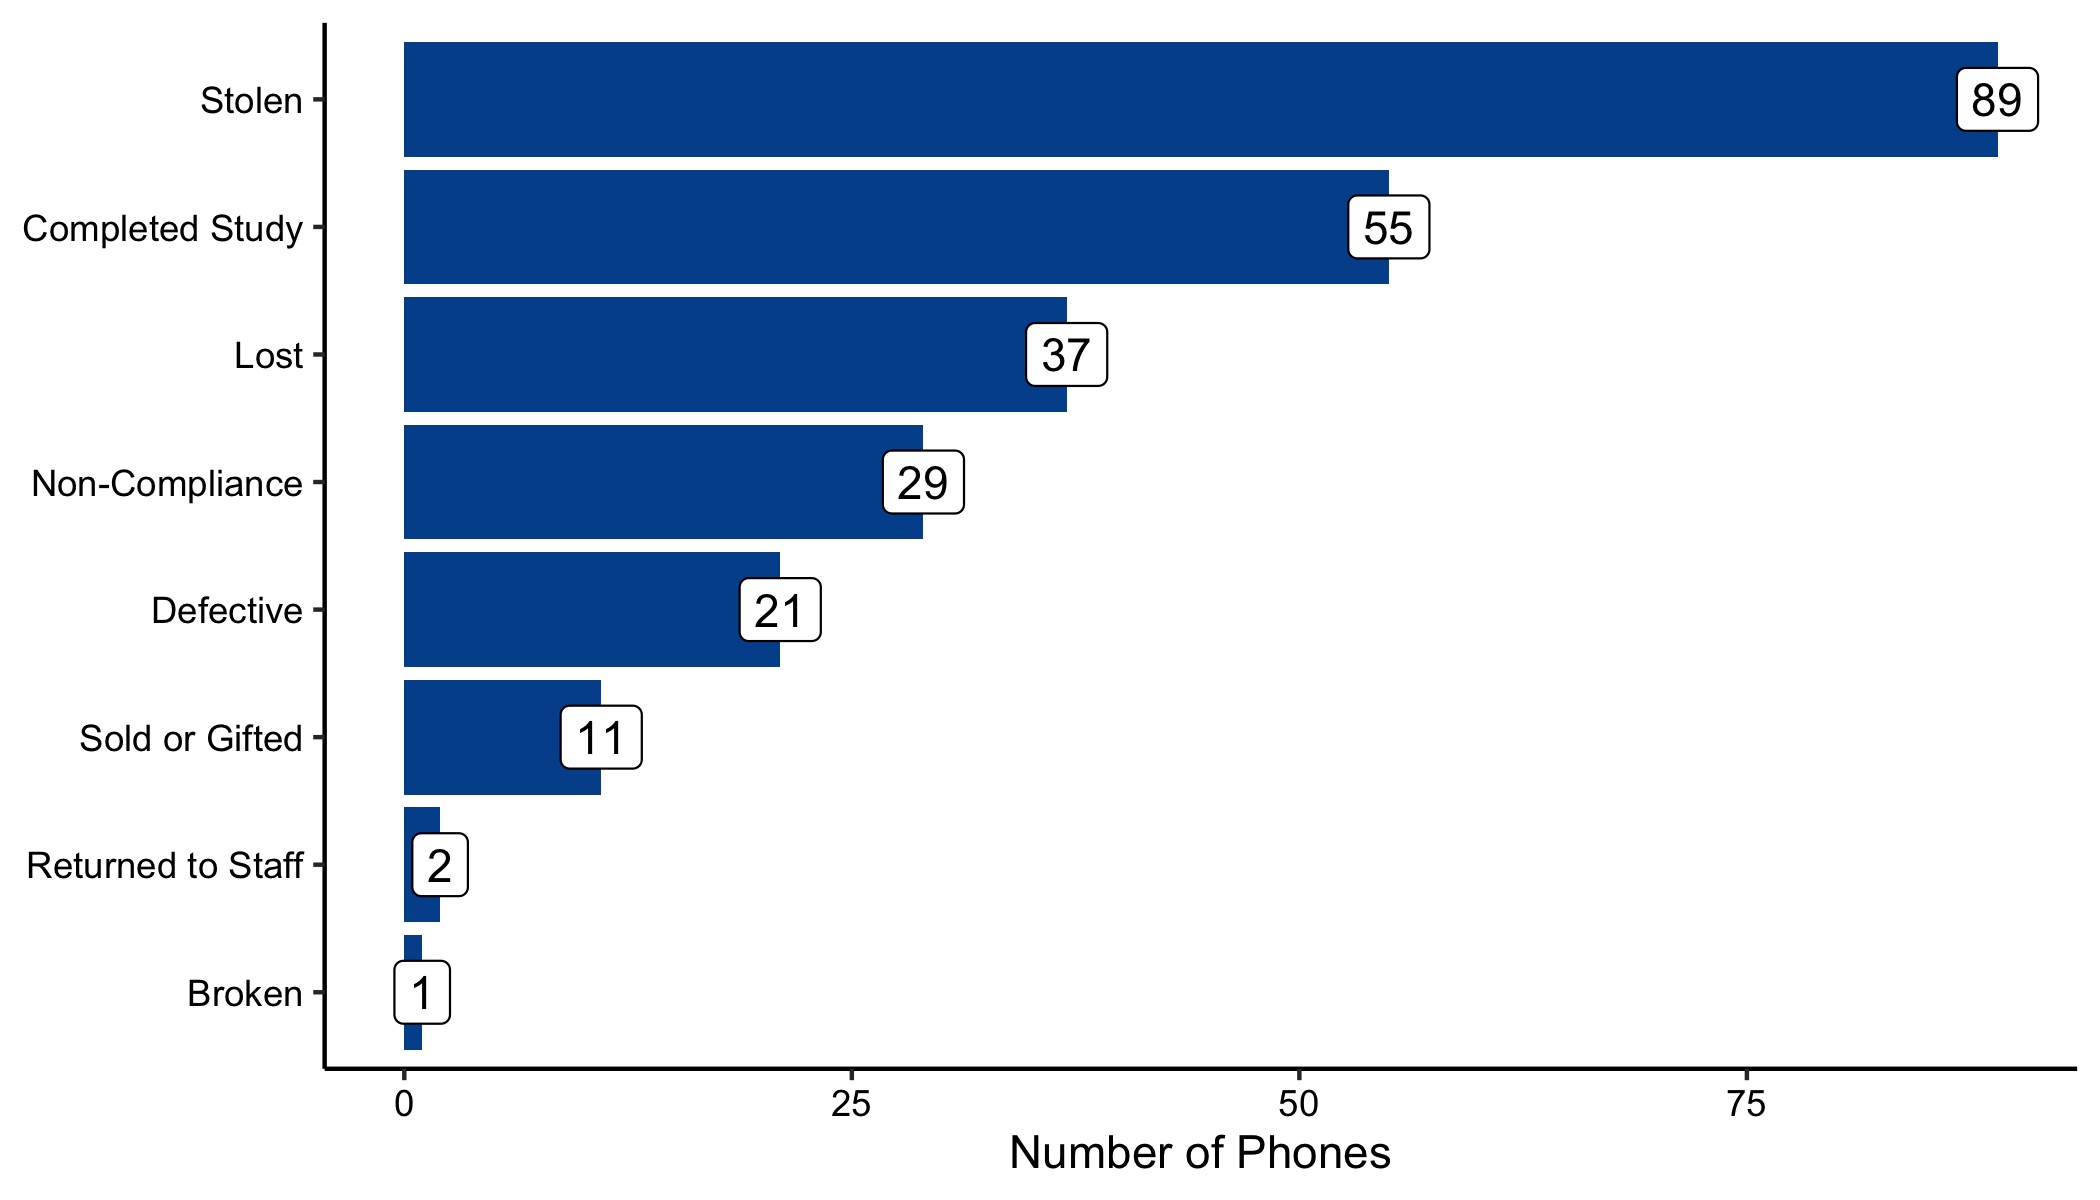 Stolen 89
Completed Study 55
Lost 37
Non-Compliance 29
Defective 21
Sold or Gifted 11
Returned to Staff 2
Broken 1
0 25 50 75
Number of Phones